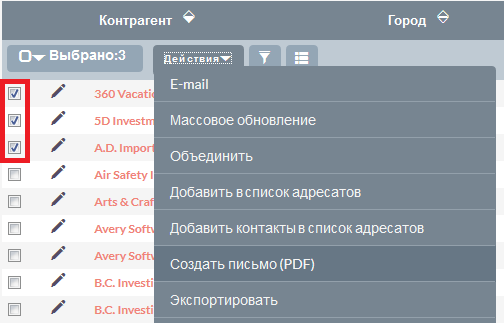 Контрагент Город
Выбрано:3 Действия
360 Vacatio
E-mail
5D Investm
Массовое обновление
A.D. Import
Объединить
Air Safety I
Добавить в список адресатов
Arts & Craf
Avery Softw
Добавить контакты в список адресатов
Avery Softw
Создать письмо (PDF)
B.C. Investi
Экспортировать
B.C. Investi